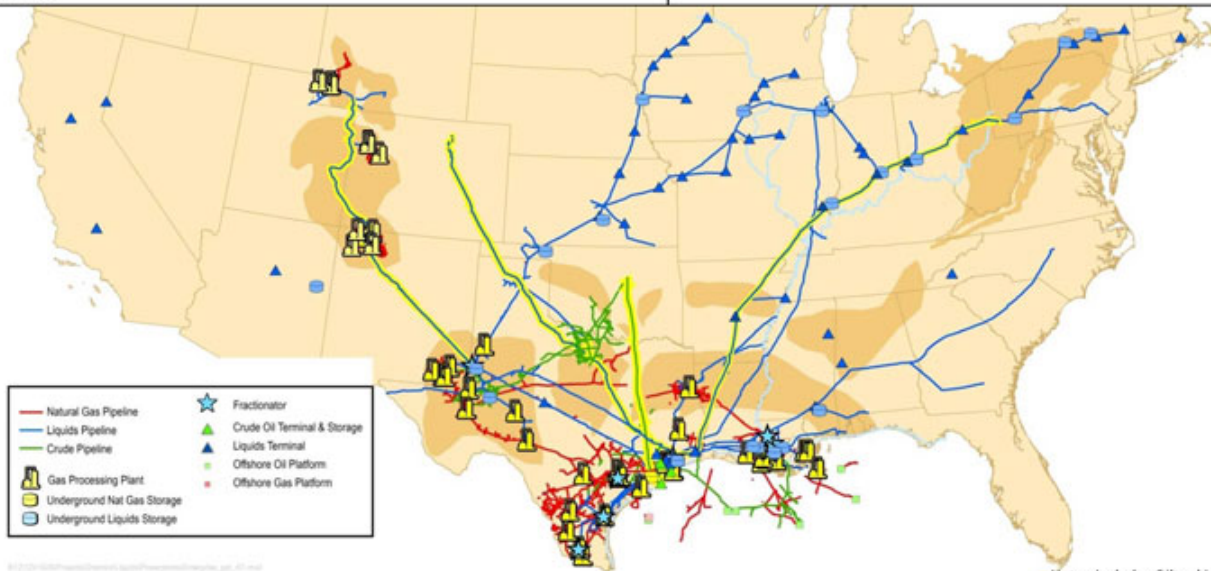 Natural Gas Pipeline
Liquids Pipeline
Crude Pipeline
Gas Processing Plant
Underground Nat Gas Storage
Underground Liquids Storage
Fractionator
Crude Oil Terminal & Storage
Liquids Terminal
Offshore Oil Platform
Offshore Gas Platform